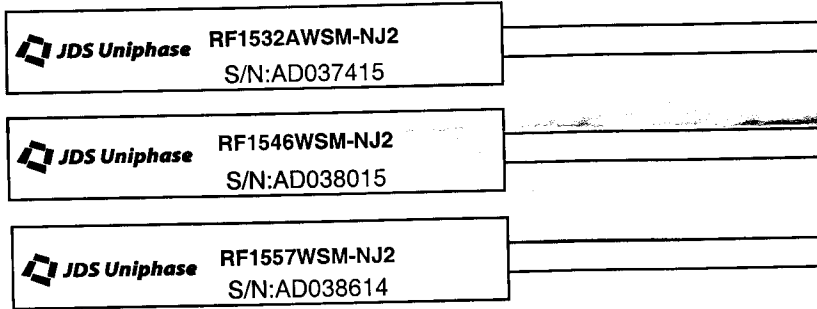 JDS Uniphase RF1532AWSM-NJ2
S/N:AD037415
JDS Uniphase RF1546WSM-NJ2
S/N:AD038015
JDS Uniphase RF1557WSM-NJ2
S/N:AD038614